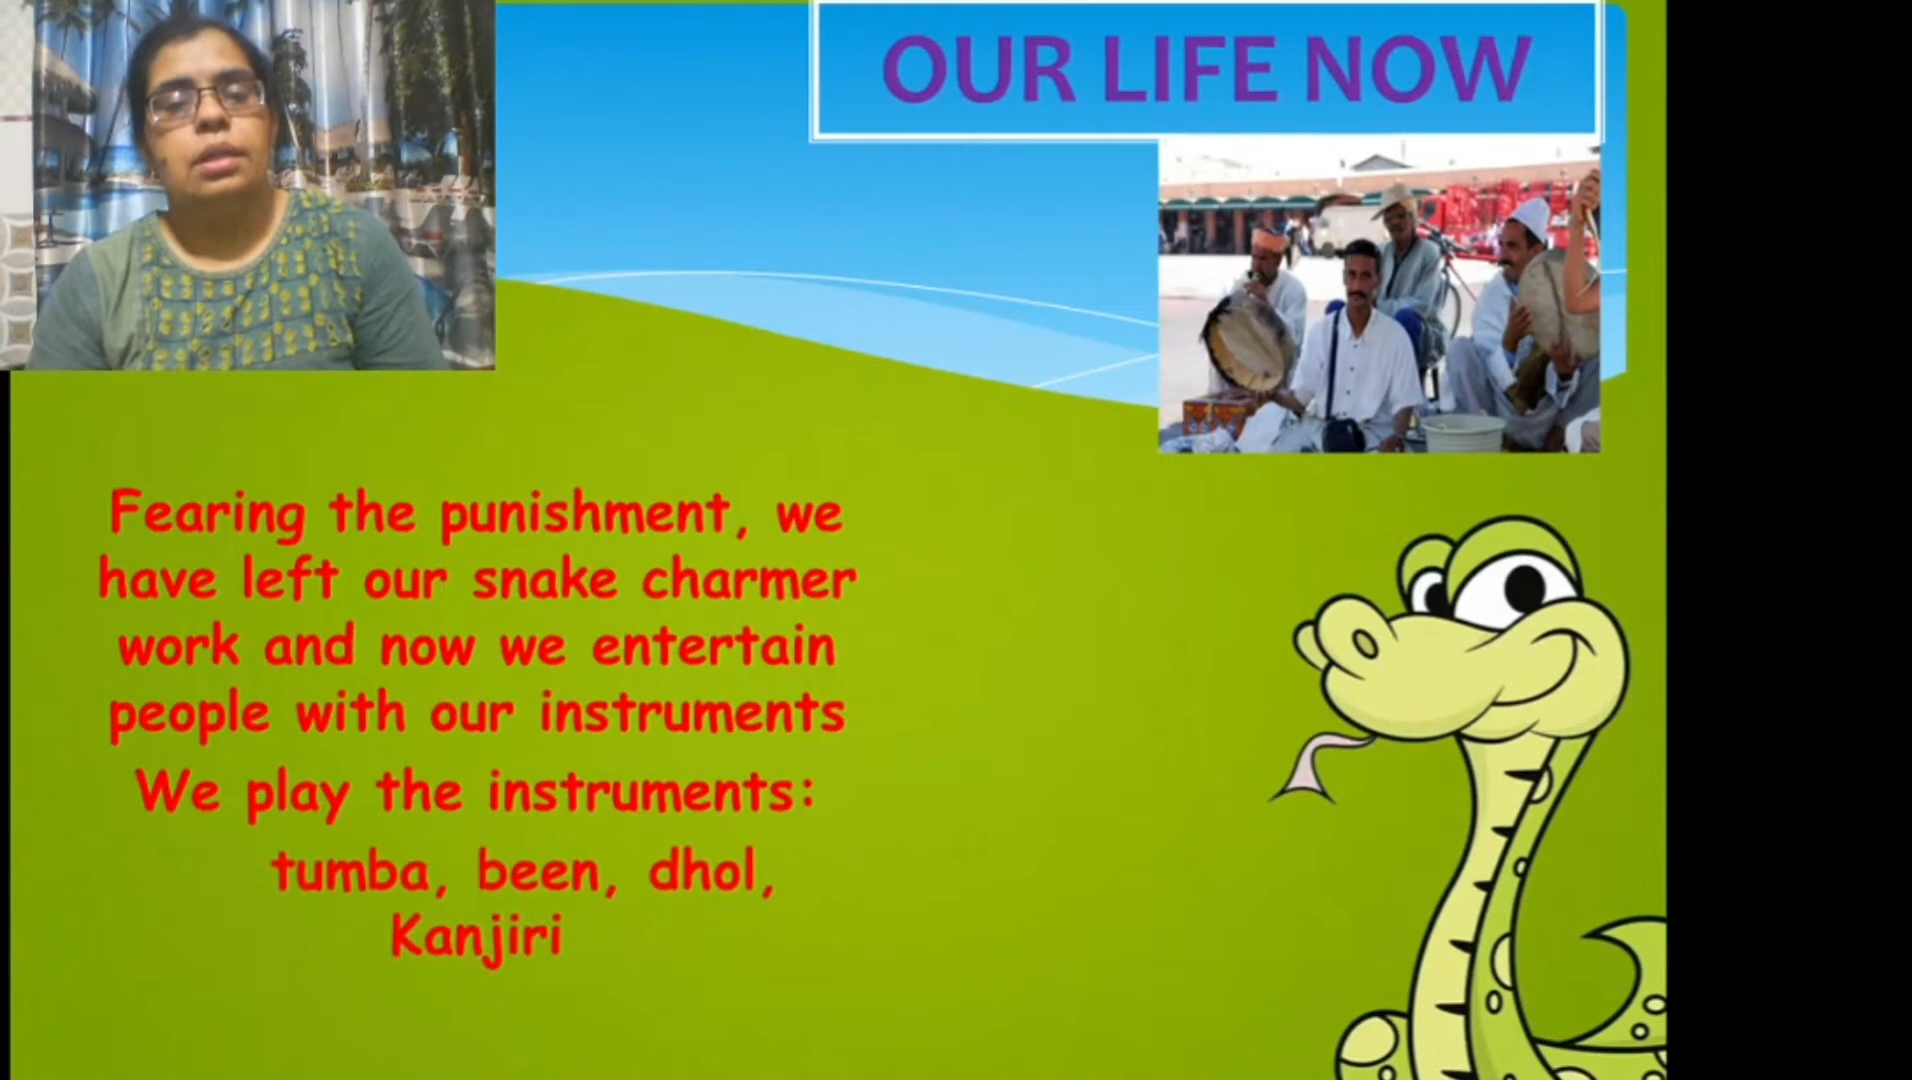 OUR LIFE NOW
Fearing the punishment, we
have left our snake charmer
work and now we entertain
people with our instruments
We play the instruments:
tumba, been, dhol,
Kanjiri